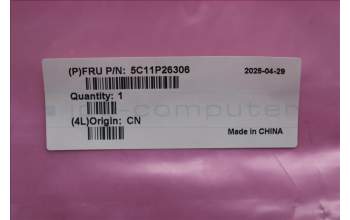 (P)FRU P/N: 5C11P26306 2025-04-29
Quantity: 1
(4L)Origin: CN
Made in CHINA